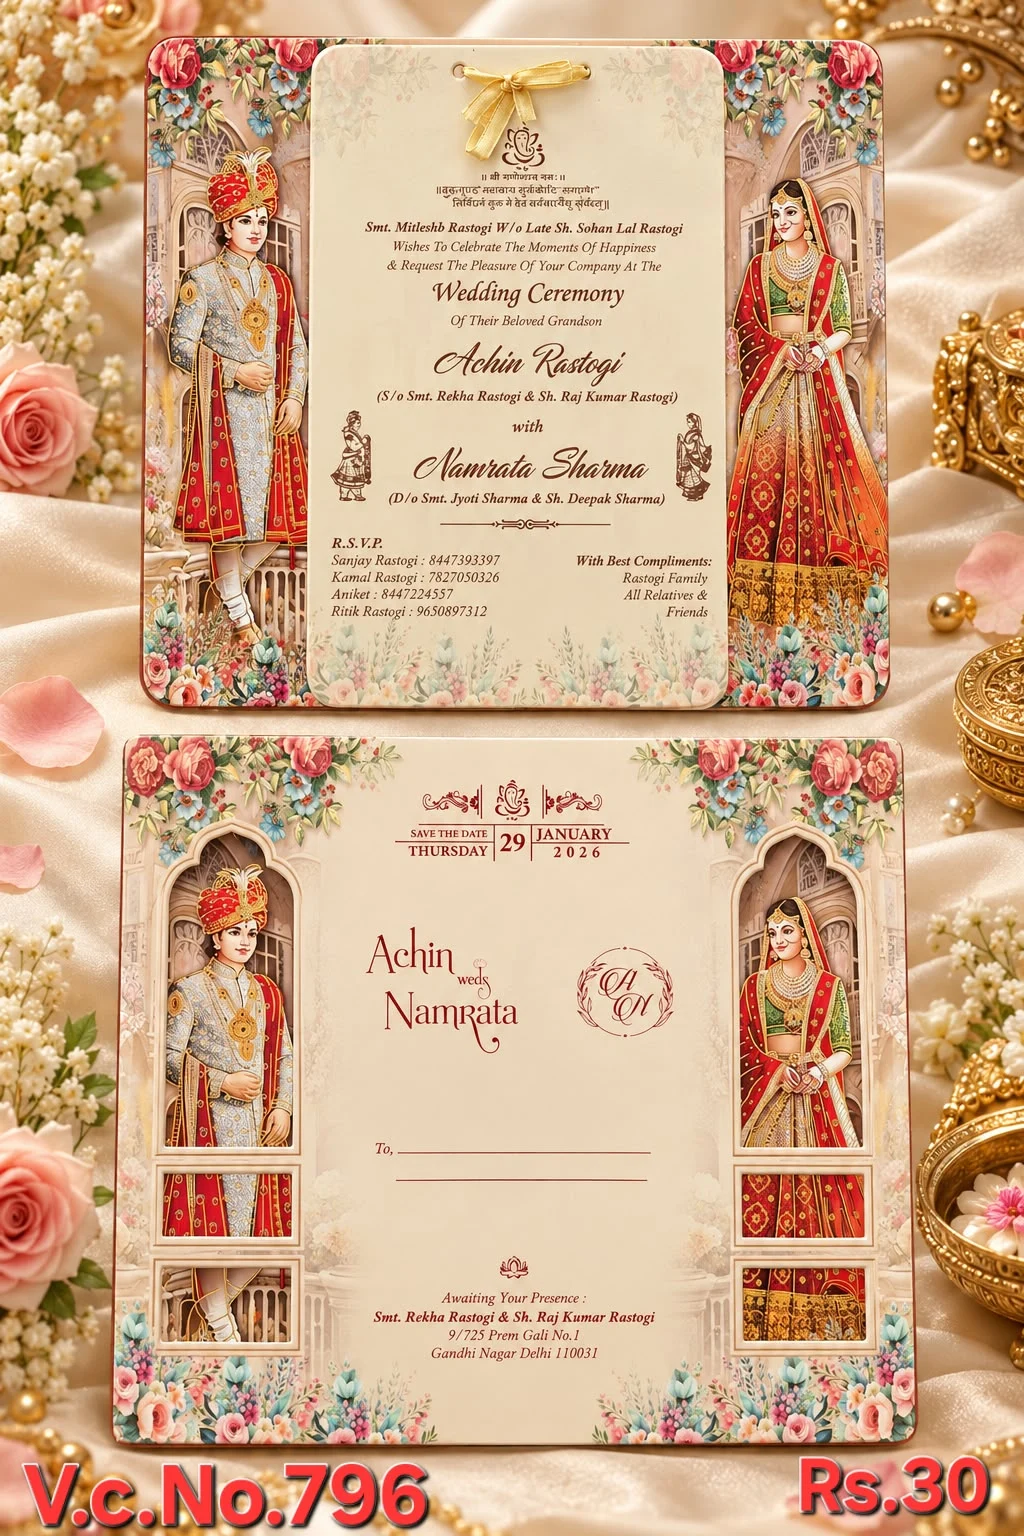 ॥ श्री गणेशाय नमः ॥
Smt. Mitleshb Rastogi W/o Late Sh. Sohan Lal Rastogi
Wishes To Celebrate The Moments Of Happiness
& Request The Pleasure Of Your Company At The
Wedding Ceremony
Of Their Beloved Grandson
Achin Rastogi
(S/o Smt. Rekha Rastogi & Sh. Raj Kumar Rastogi)
with
Namrata Sharma
(D/o Smt. Jyoti Sharma & Sh. Deepak Sharma)
R.S.V.P.
Sanjay Rastogi : 8447393397
Kamal Rastogi : 7827050326
Aniket : 8447224557
Ritik Rastogi : 9650897312
With Best Compliments:
Rastogi Family
All Relatives &
Friends
SAVE THE DATE
THURSDAY
29
JANUARY
2026
Achin
weds
Namrata
A
N
To,
Awaiting Your Presence :
Smt. Rekha Rastogi & Sh. Raj Kumar Rastogi
9/725 Prem Gali No.1
Gandhi Nagar Delhi 110031
V.c.No.796
Rs.30